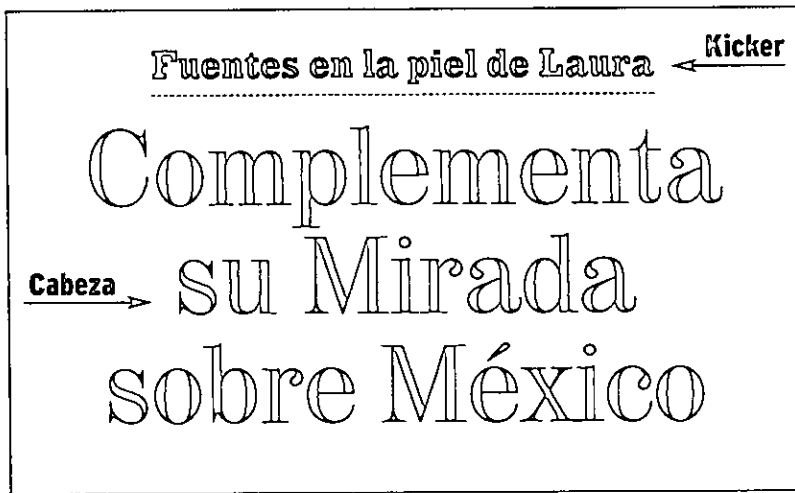 Kicker
Fuentes en la piel de Laura
Complementa
su Mirada
Cabeza
sobre México